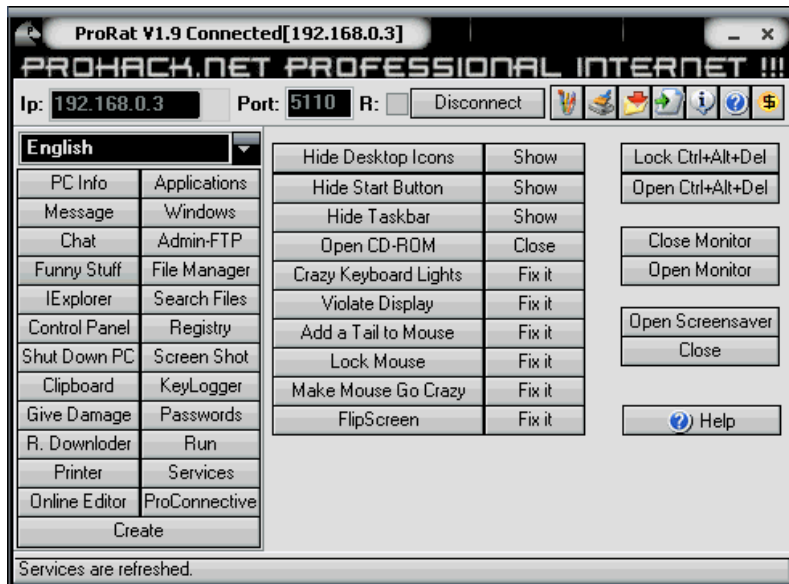 ProRat V1.9 Connected[192.168.0.3]
PROHACK.NET PROFESSIONAL INTERNET !!!
Ip: 192.168.0.3 Port: 5110 R: Disconnect
English
PC Info Applications
Message Windows
Chat Admin-FTP
Funny Stuff File Manager
IExplorer Search Files
Control Panel Registry
Shut Down PC Screen Shot
Clipboard KeyLogger
Give Damage Passwords
R. Downloder Run
Printer Services
Online Editor ProConnective
Create
Hide Desktop Icons Show
Hide Start Button Show
Hide Taskbar Show
Open CD-ROM Close
Crazy Keyboard Lights Fix it
Violate Display Fix it
Add a Tail to Mouse Fix it
Lock Mouse Fix it
Make Mouse Go Crazy Fix it
FlipScreen Fix it
Lock Ctrl+Alt+Del
Open Ctrl+Alt+Del
Close Monitor
Open Monitor
Open Screensaver
Close
Help
Services are refreshed.